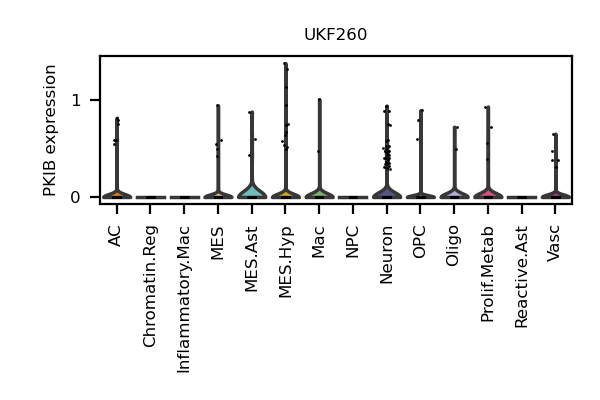 UKF260
PKIB expression
1
0
AC
Chromatin.Reg
Inflammatory.Mac
MES
MES.Ast
MES.Hyp
Mac
NPC
Neuron
OPC
Oligo
Prolif.Metab
Reactive.Ast
Vasc